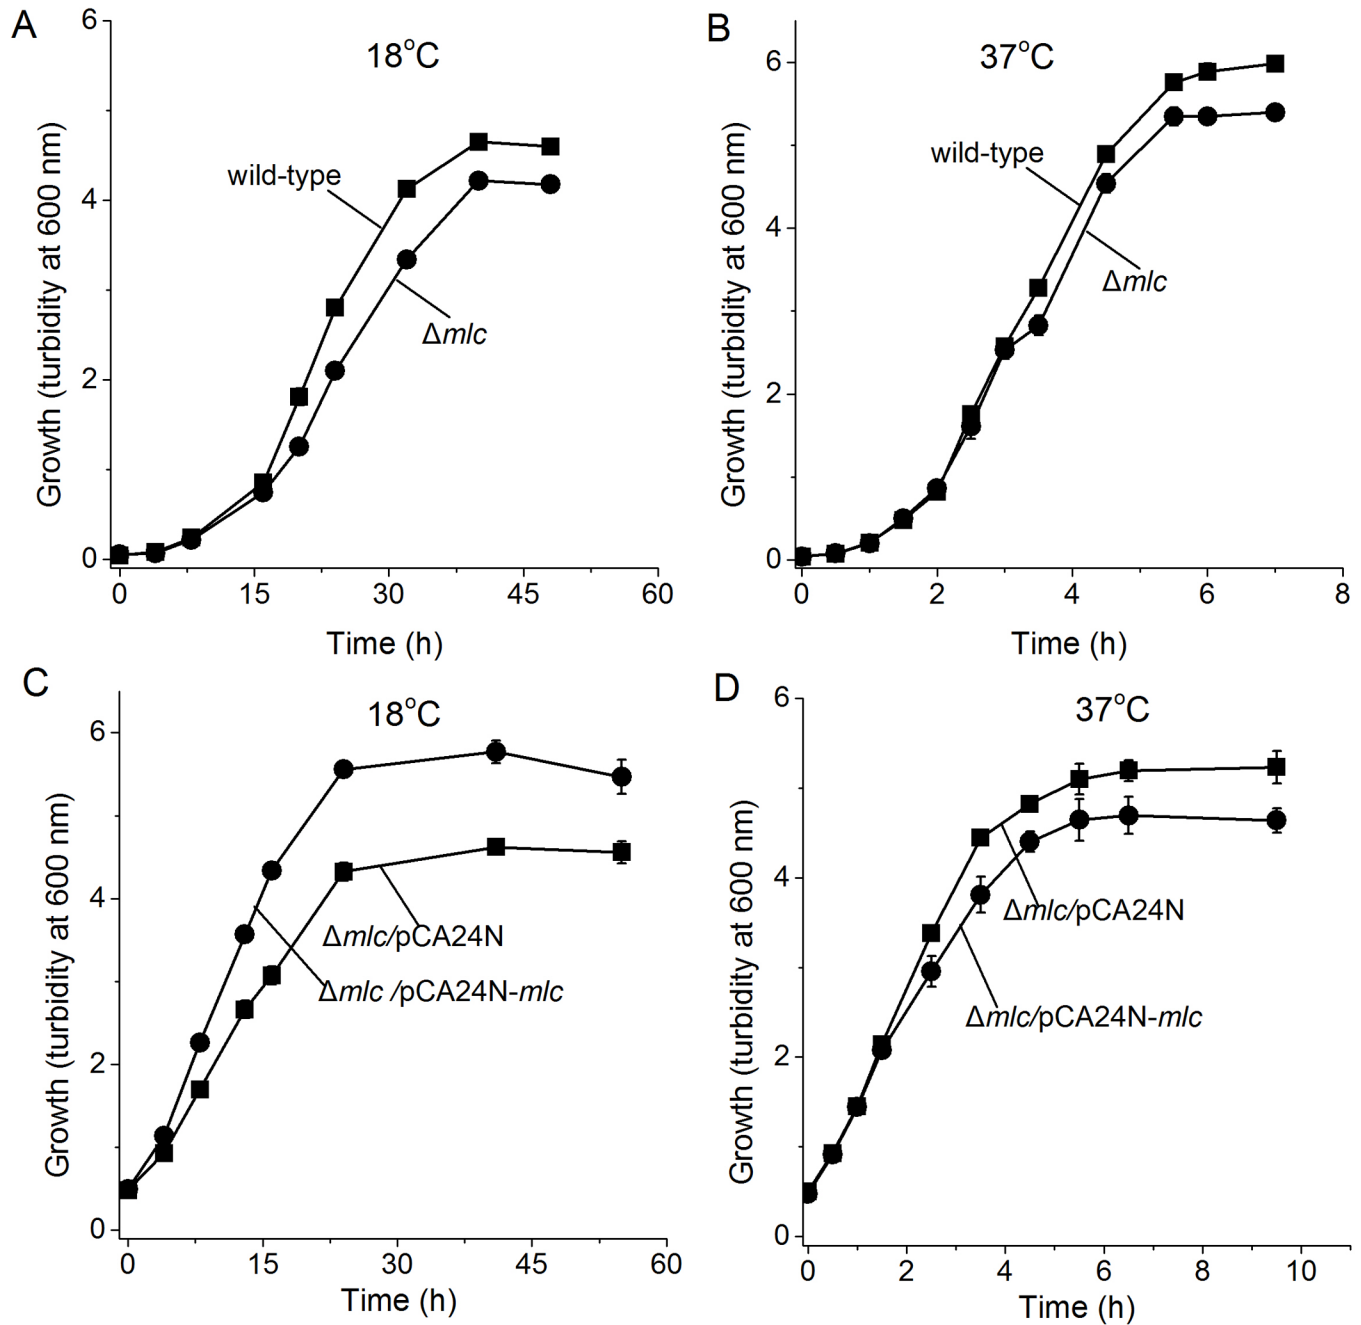 A
18°C
6
4
2
0
Growth (turbidity at 600 nm)
wild-type
Δmlc
0 15 30 45 60
Time (h)
B
37°C
6
4
2
0
Growth (turbidity at 600 nm)
wild-type
Δmlc
0 2 4 6 8
Time (h)
C
18°C
6
4
2
0
Growth (turbidity at 600 nm)
Δmlc/pCA24N
Δmlc /pCA24N-mlc
0 15 30 45 60
Time (h)
D
37°C
6
4
2
0
Growth (turbidity at 600 nm)
Δmlc/pCA24N
Δmlc/pCA24N-mlc
0 2 4 6 8 10
Time (h)